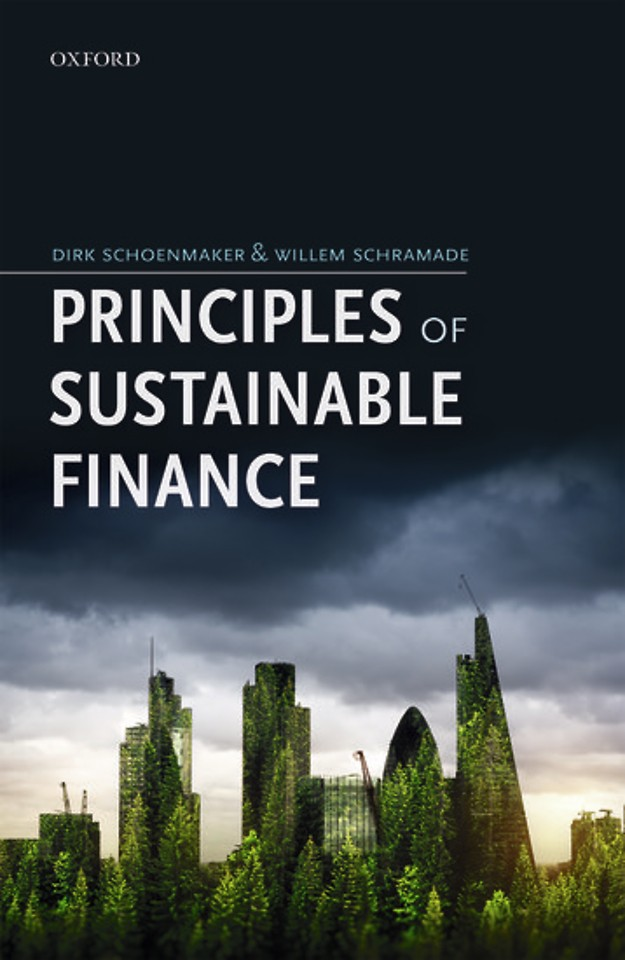 OXFORD
DIRK SCHOENMAKER & WILLEM SCHRAMADE
PRINCIPLES OF
SUSTAINABLE
FINANCE